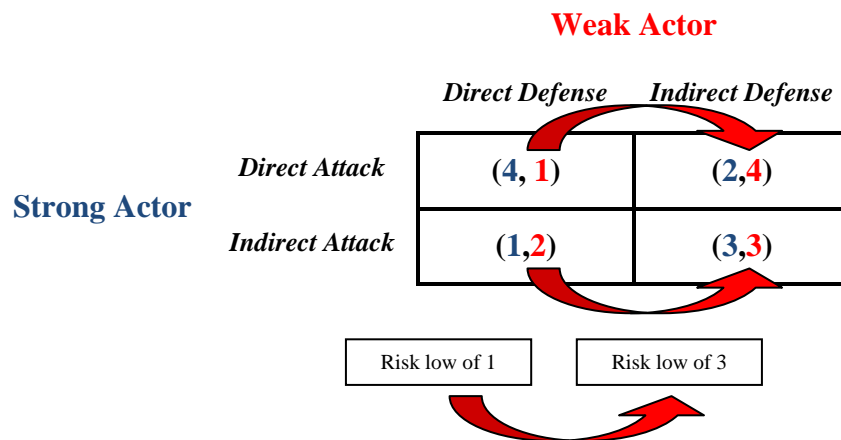 Weak Actor
Direct Defense Indirect Defense
Direct Attack (4, 1) (2,4)
Strong Actor
Indirect Attack (1,2) (3,3)
Risk low of 1 Risk low of 3